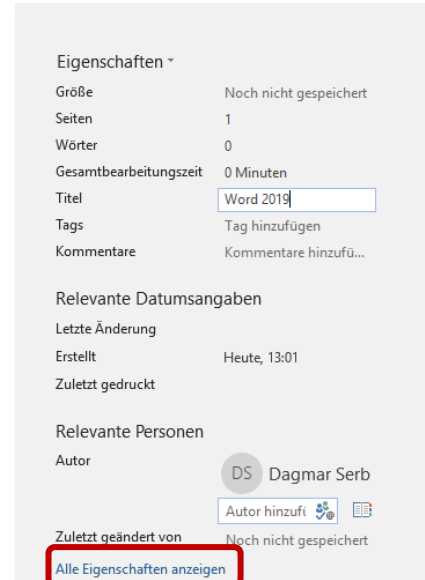 Eigenschaften
Größe Noch nicht gespeichert
Seiten 1
Wörter 0
Gesamtbearbeitungszeit 0 Minuten
Titel Word 2019
Tags Tag hinzufügen
Kommentare Kommentare hinzufü...
Relevante Datumsangaben
Letzte Änderung
Erstellt Heute, 13:01
Zuletzt gedruckt
Relevante Personen
Autor
DS Dagmar Serb
Autor hinzufü
Zuletzt geändert von Noch nicht gespeichert
Alle Eigenschaften anzeigen